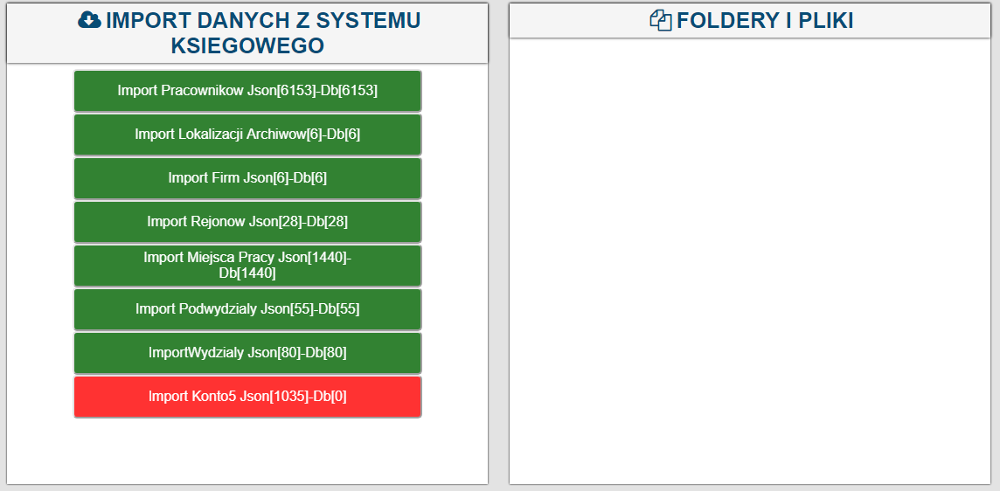 IMPORT DANYCH Z SYSTEMU
KSIEGOWEGO
Import Pracownikow Json[6153]-Db[6153]
Import Lokalizacji Archiwow[6]-Db[6]
Import Firm Json[6]-Db[6]
Import Rejonow Json[28]-Db[28]
Import Miejsca Pracy Json[1440]-
Db[1440]
Import Podwydzialy Json[55]-Db[55]
ImportWydzialy Json[80]-Db[80]
Import Konto5 Json[1035]-Db[0]
FOLDERY I PLIKI